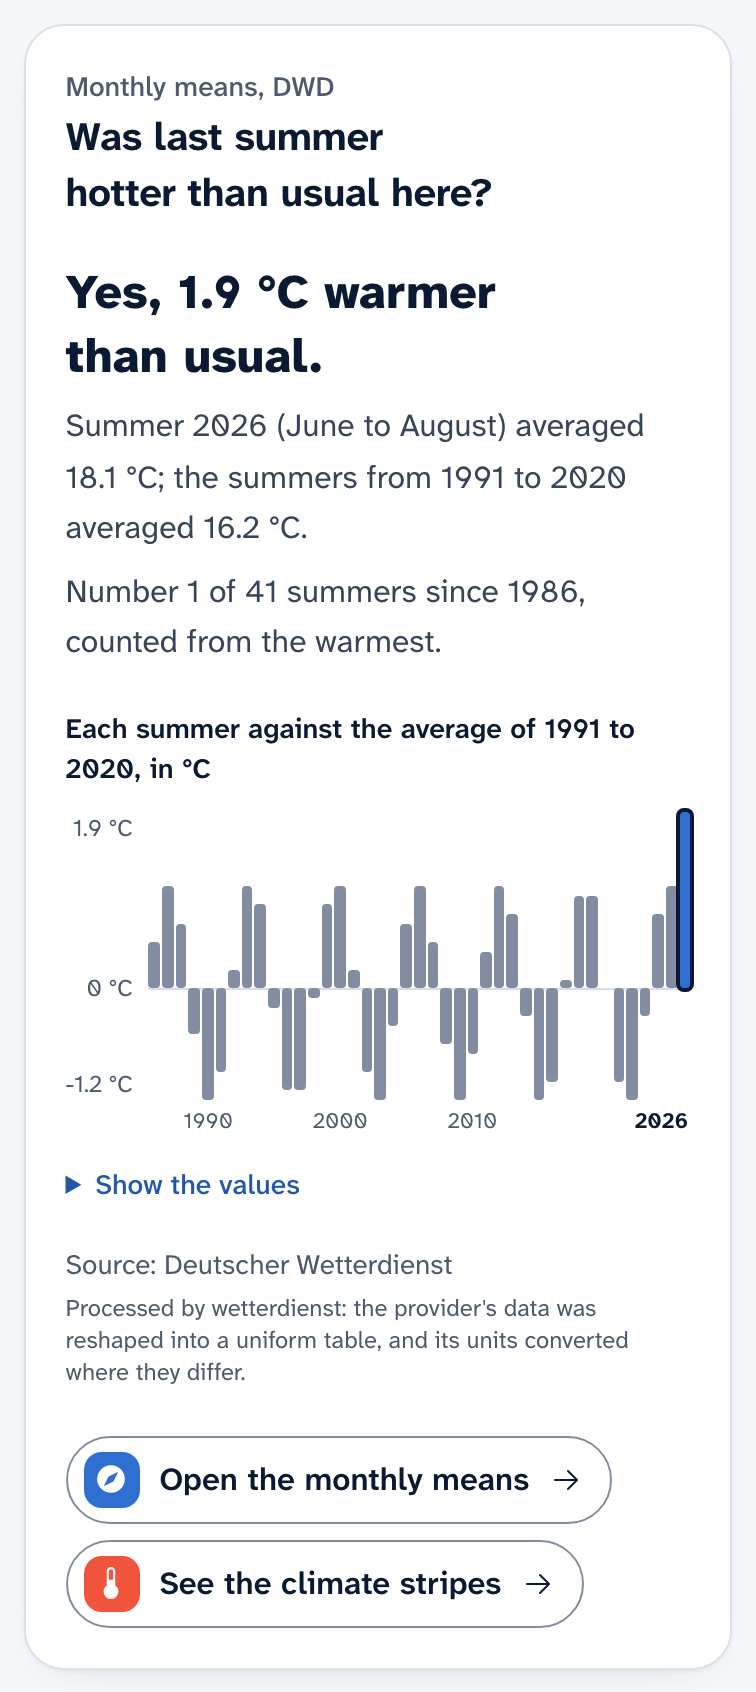 Monthly means, DWD
Was last summer
hotter than usual here?
Yes, 1.9 °C warmer
than usual.
Summer 2026 (June to August) averaged
18.1 °C; the summers from 1991 to 2020
averaged 16.2 °C.
Number 1 of 41 summers since 1986,
counted from the warmest.
Each summer against the average of 1991 to
2020, in °C
1.9 °C
0 °C
-1.2 °C
1990 2000 2010 2026
Show the values
Source: Deutscher Wetterdienst
Processed by wetterdienst: the provider's data was
reshaped into a uniform table, and its units converted
where they differ.
Open the monthly means →
See the climate stripes →